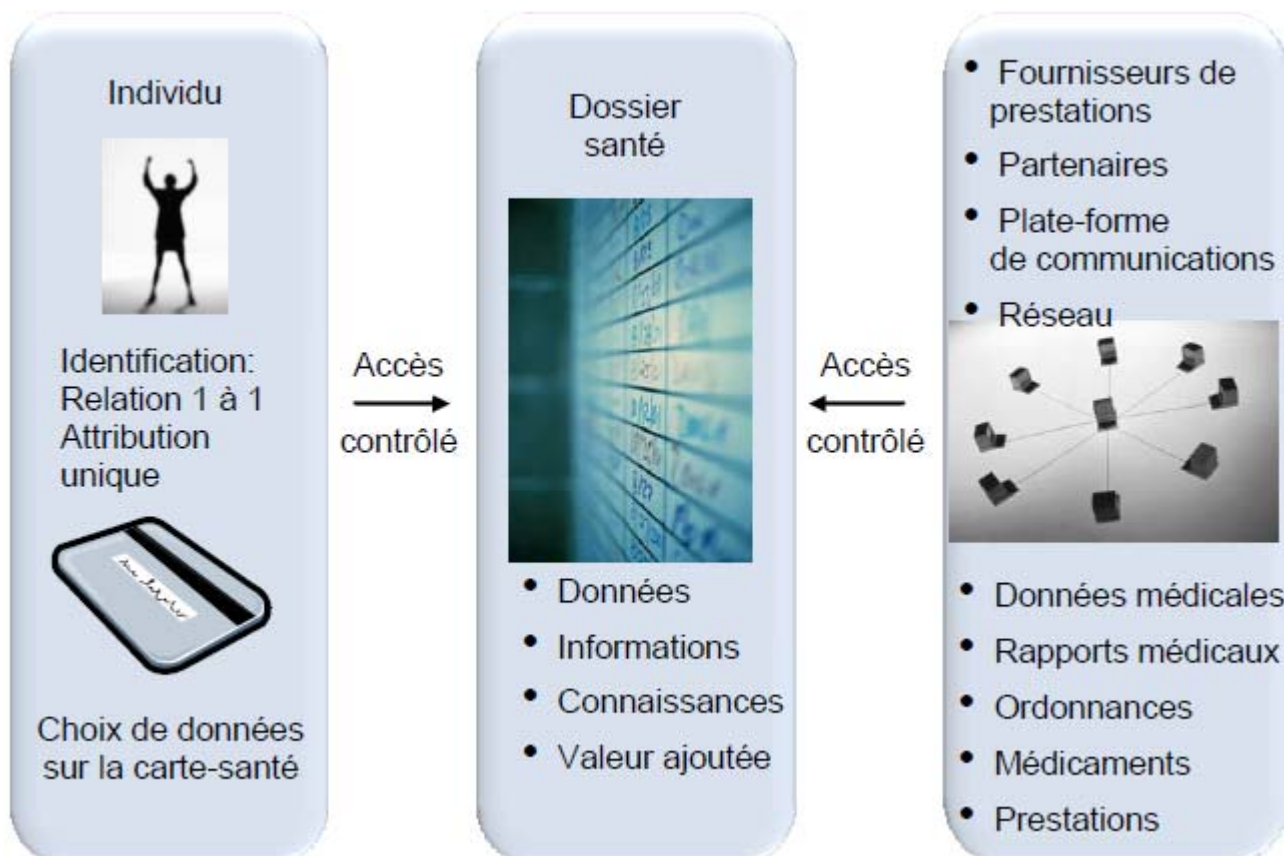 Individu
Identification:
Relation 1 à 1
Attribution
unique
Choix de données
sur la carte-santé
Accès
contrôlé
Dossier
santé
• Données
• Informations
• Connaissances
• Valeur ajoutée
Accès
contrôlé
• Fournisseurs de
prestations
• Partenaires
• Plate-forme
de communications
• Réseau
• Données médicales
• Rapports médicaux
• Ordonnances
• Médicaments
• Prestations